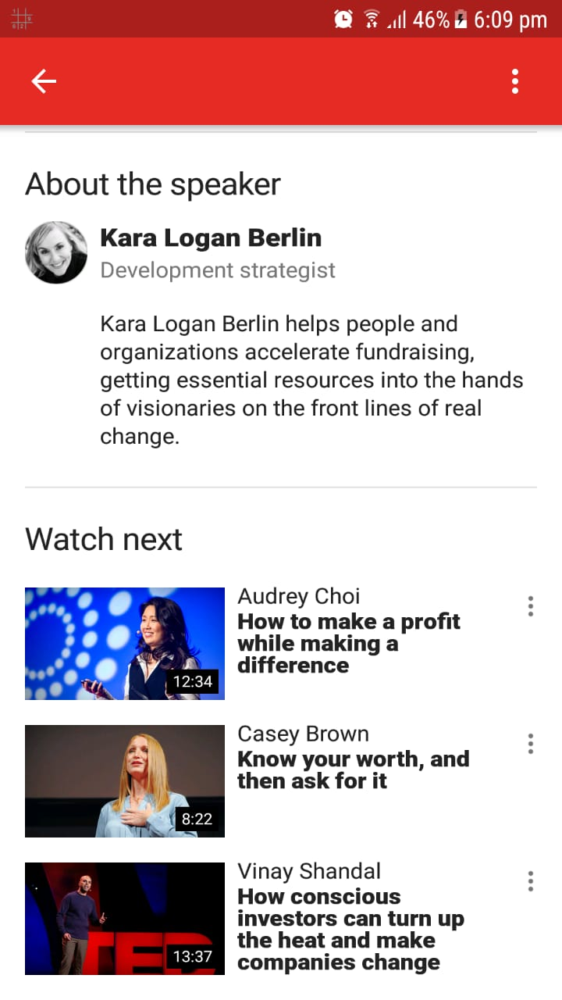 46% 6:09 pm
About the speaker
Kara Logan Berlin
Development strategist
Kara Logan Berlin helps people and
organizations accelerate fundraising,
getting essential resources into the hands
of visionaries on the front lines of real
change.
Watch next
Audrey Choi
How to make a profit
while making a
difference
12:34
Casey Brown
Know your worth, and
then ask for it
8:22
Vinay Shandal
How conscious
investors can turn up
the heat and make
companies change
TED
13:37